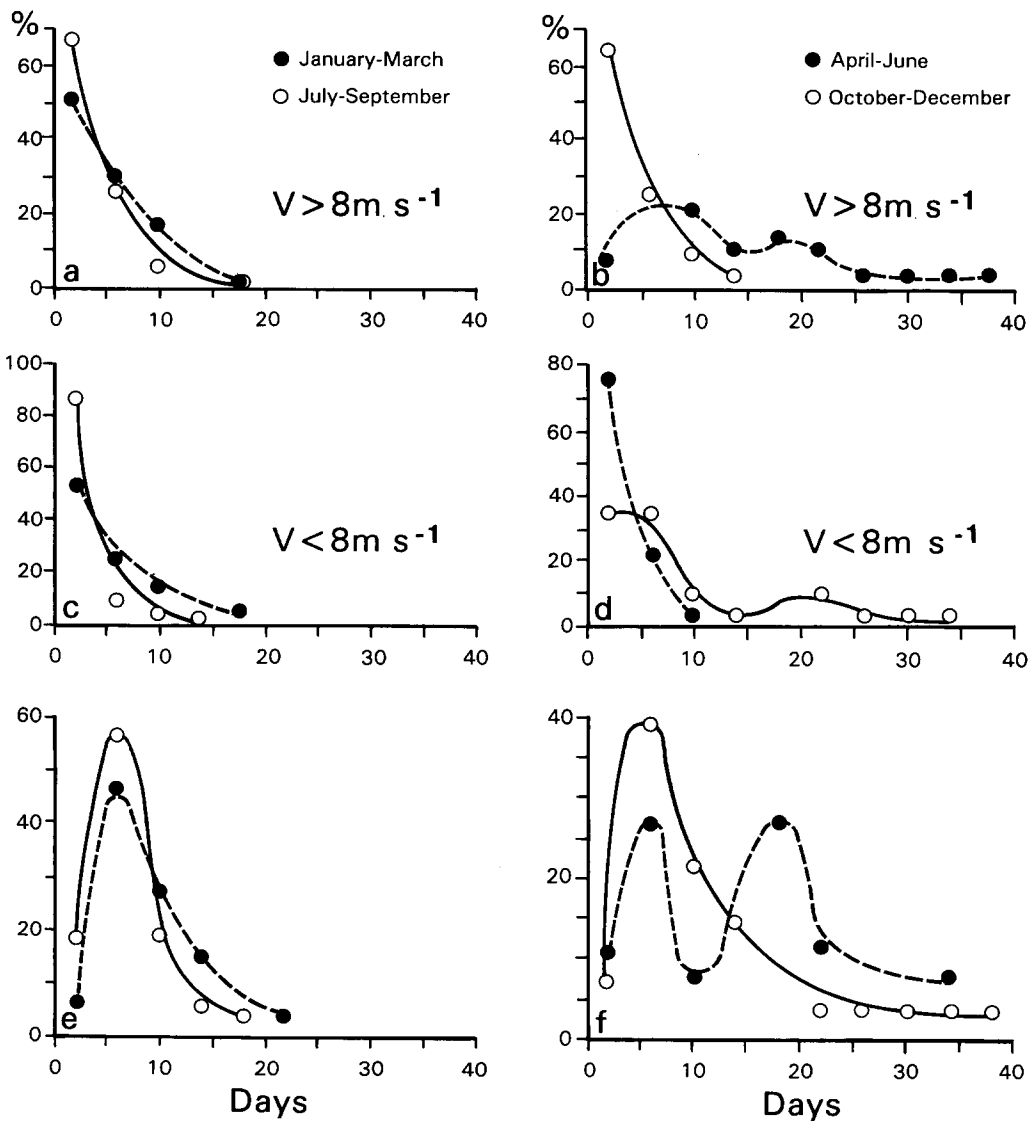 %
60
40
20
0
a
● January-March
○ July-September
V > 8m s⁻¹
0 10 20 30 40
%
60
40
20
0
b
● April-June
○ October-December
V > 8m s⁻¹
0 10 20 30 40
100
80
60
40
20
0
c
V < 8m s⁻¹
0 10 20 30 40
80
60
40
20
0
d
V < 8m s⁻¹
0 10 20 30 40
60
40
20
0
e
0 10 20 30 40
Days
40
20
0
f
0 10 20 30 40
Days